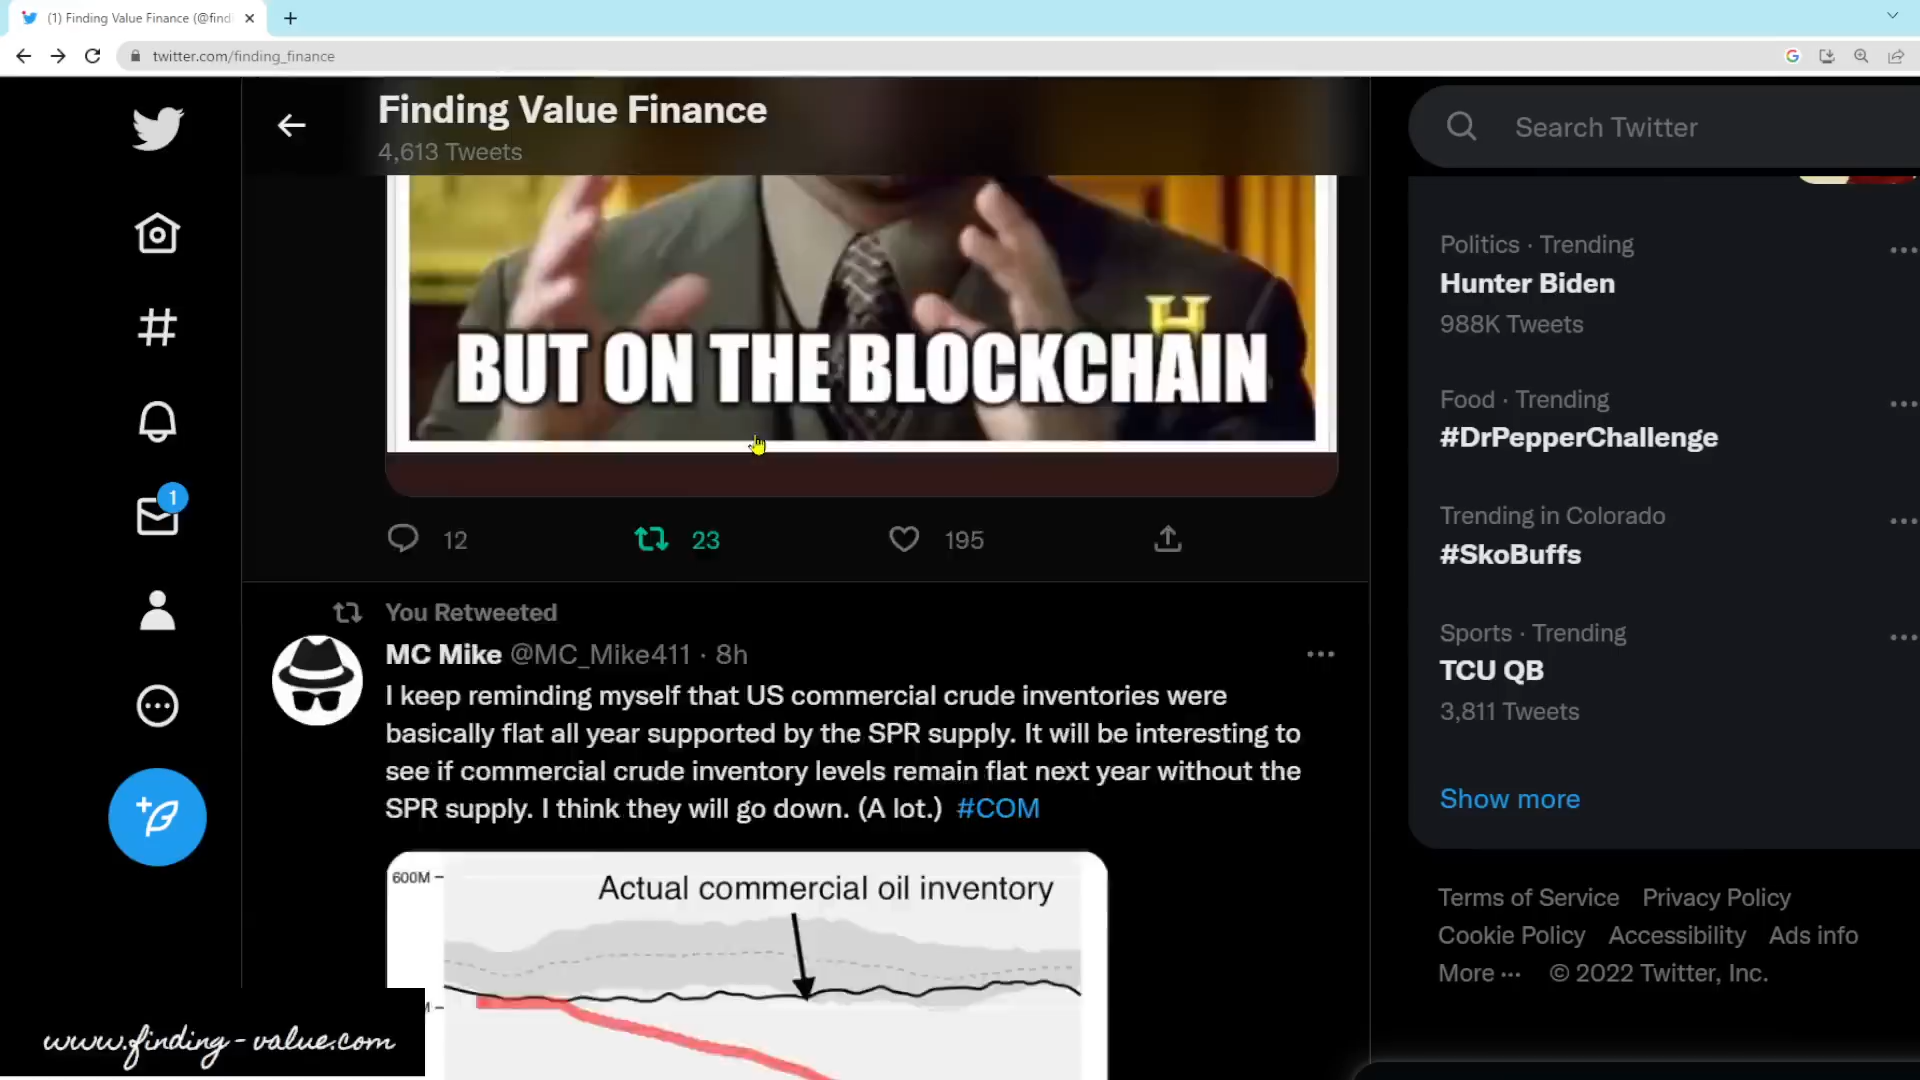 (1) Finding Value Finance (@find
twitter.com/finding_finance
Finding Value Finance
4,613 Tweets
Search Twitter
H
BUT ON THE BLOCKCHAIN
12
23
195
You Retweeted
MC Mike @MC_Mike411 · 8h
I keep reminding myself that US commercial crude inventories were
basically flat all year supported by the SPR supply. It will be interesting to
see if commercial crude inventory levels remain flat next year without the
SPR supply. I think they will go down. (A lot.) #COM
600M
Actual commercial oil inventory
1
Politics · Trending
Hunter Biden
988K Tweets
Food · Trending
#DrPepperChallenge
Trending in Colorado
#SkoBuffs
Sports · Trending
TCU QB
3,811 Tweets
Show more
Terms of Service Privacy Policy
Cookie Policy Accessibility Ads info
More ··· © 2022 Twitter, Inc.
www.finding-value.com